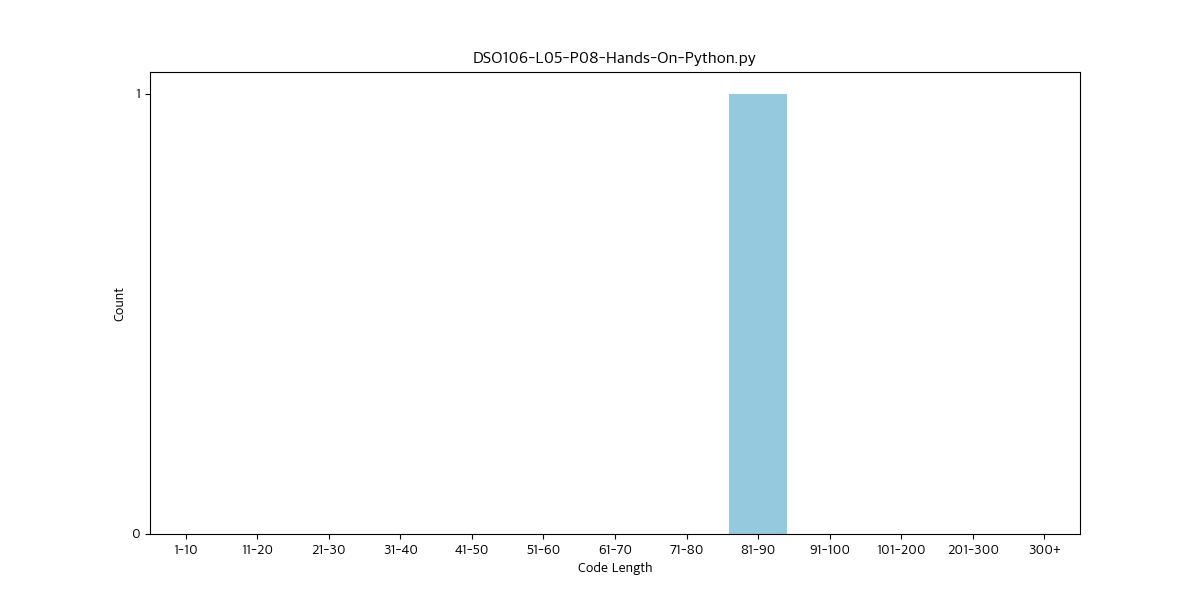 DSO106-L05-P08-Hands-On-Python.py
1
Count
0
1-10 11-20 21-30 31-40 41-50 51-60 61-70 71-80 81-90 91-100 101-200 201-300 300+
Code Length